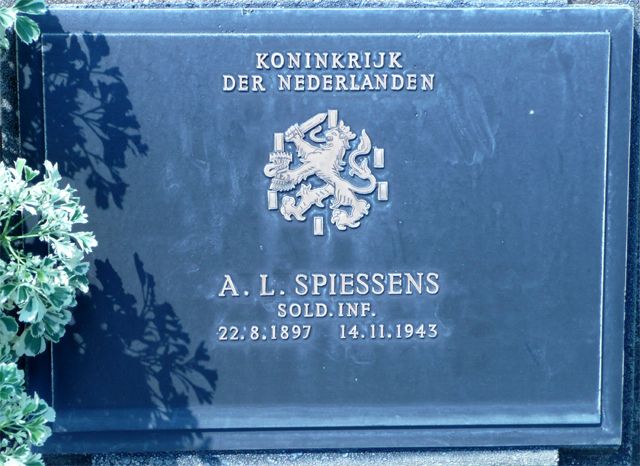 KONINKRIJK
DER NEDERLANDEN
A. L. SPIESSENS
SOLD. INF.
22.8.1897 14.11.1943